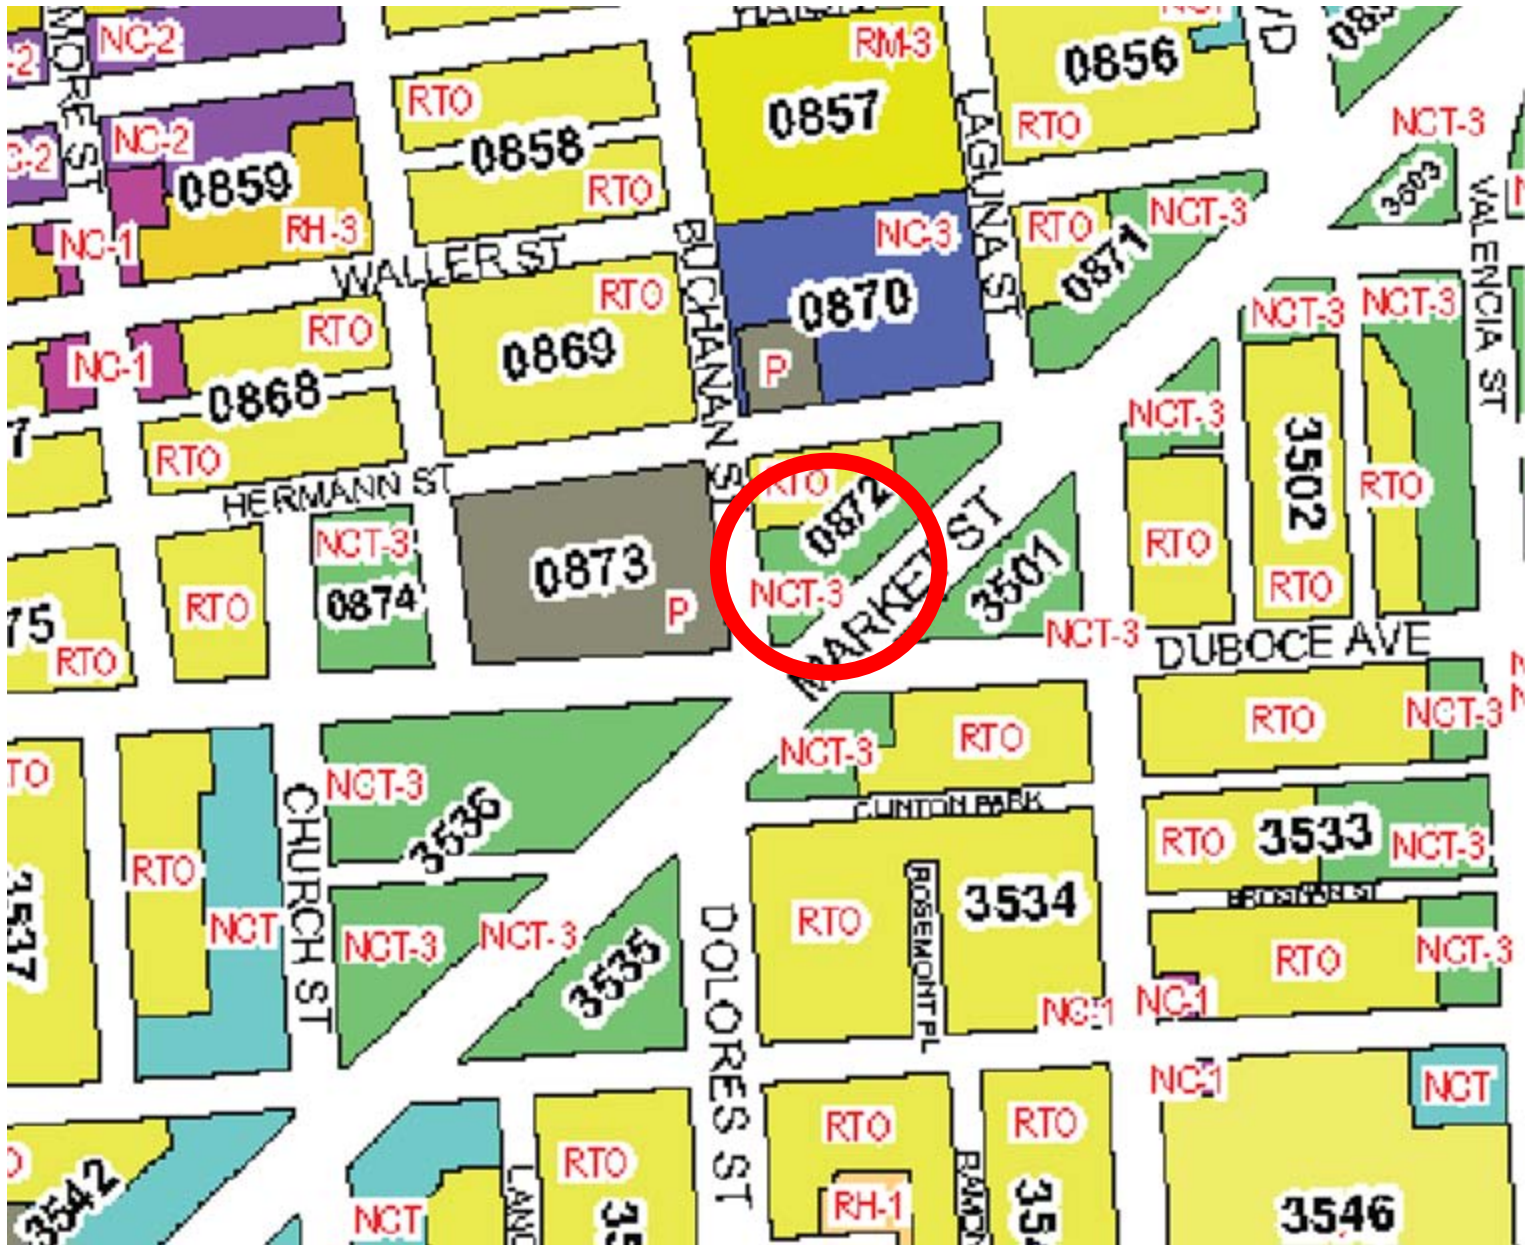 NC-2
RM-3
0856
0857
RTO
NC-2
0858
RTO
NCT-3
0859
RTO
3503
NC-1
RH-3
BUCHANAN ST
NC-3
LAGUNA ST
RTO
NCT-3
VALENCIA ST
WALLER ST
0871
RTO
0870
NCT-3
NCT-3
RTO
0869
NC-1
P
0868
NCT-3
RTO
3502
HERMANN ST
RTO
0872
RTO
NCT-3
MARKET ST
RTO
0873
3501
0874
NCT-3
RTO
RTO
P
NCT-3
RTO
DUBOCE AVE
RTO
NCT-3
RTO
NCT-3
NCT-3
CHURCH ST
CLINTON PARK
3536
RTO
3533
NCT-3
RTO
RTO
ROSEMONT PL
3534
NCT
NCT-3
NCT-3
DOLORES ST
RTO
NCT-3
3537
3535
NC-1
NC-1
NC-1
NCT
RTO
RTO
RTO
3542
NCT
RH-1
3546